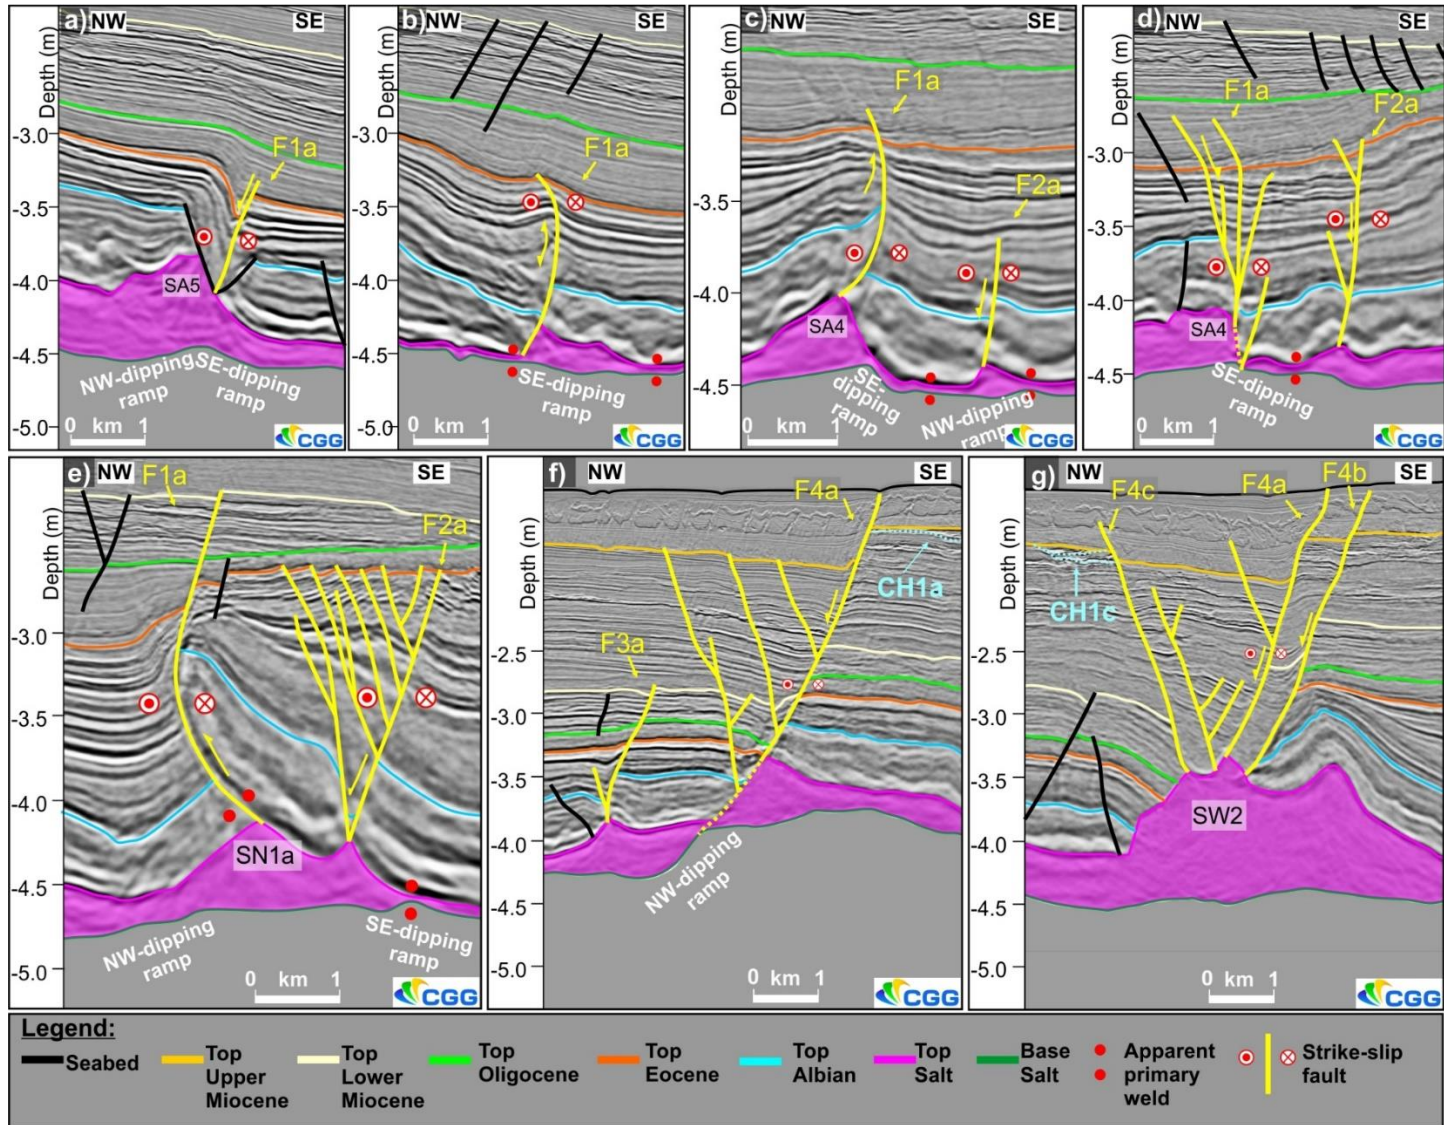 a) NW SE
Depth (m)
-3.0
-3.5
-4.0
-4.5
-5.0
F1a
SA5
NW-dipping
ramp
SE-dipping
ramp
0 km 1
CGG
b) NW SE
Depth (m)
-3.0
-3.5
-4.0
-4.5
-5.0
F1a
SE-dipping
ramp
0 km 1
CGG
c) NW SE
Depth (m)
-3.5
-4.0
-4.5
F1a
F2a
SA4
SE-
dipping
ramp
NW-dipping
ramp
0 km 1
CGG
d) NW SE
Depth (m)
-3.0
-3.5
-4.0
-4.5
F1a
F2a
SA4
SE-dipping
ramp
0 km 1
CGG
e) NW SE
Depth (m)
-3.0
-3.5
-4.0
-4.5
-5.0
F1a
F2a
SN1a
NW-dipping
ramp
SE-dipping
ramp
0 km 1
CGG
f) NW SE
Depth (m)
-2.5
-3.0
-3.5
-4.0
-4.5
-5.0
F4a
CH1a
F3a
NW-dipping
ramp
0 km 1
CGG
g) NW SE
Depth (m)
-2.5
-3.0
-3.5
-4.0
-4.5
-5.0
F4c
F4a
F4b
CH1c
SW2
0 km 1
CGG
Legend:
Seabed
Top
Upper
Miocene
Top
Lower
Miocene
Top
Oligocene
Top
Eocene
Top
Albian
Top
Salt
Base
Salt
Apparent
primary
weld
Strike-slip
fault